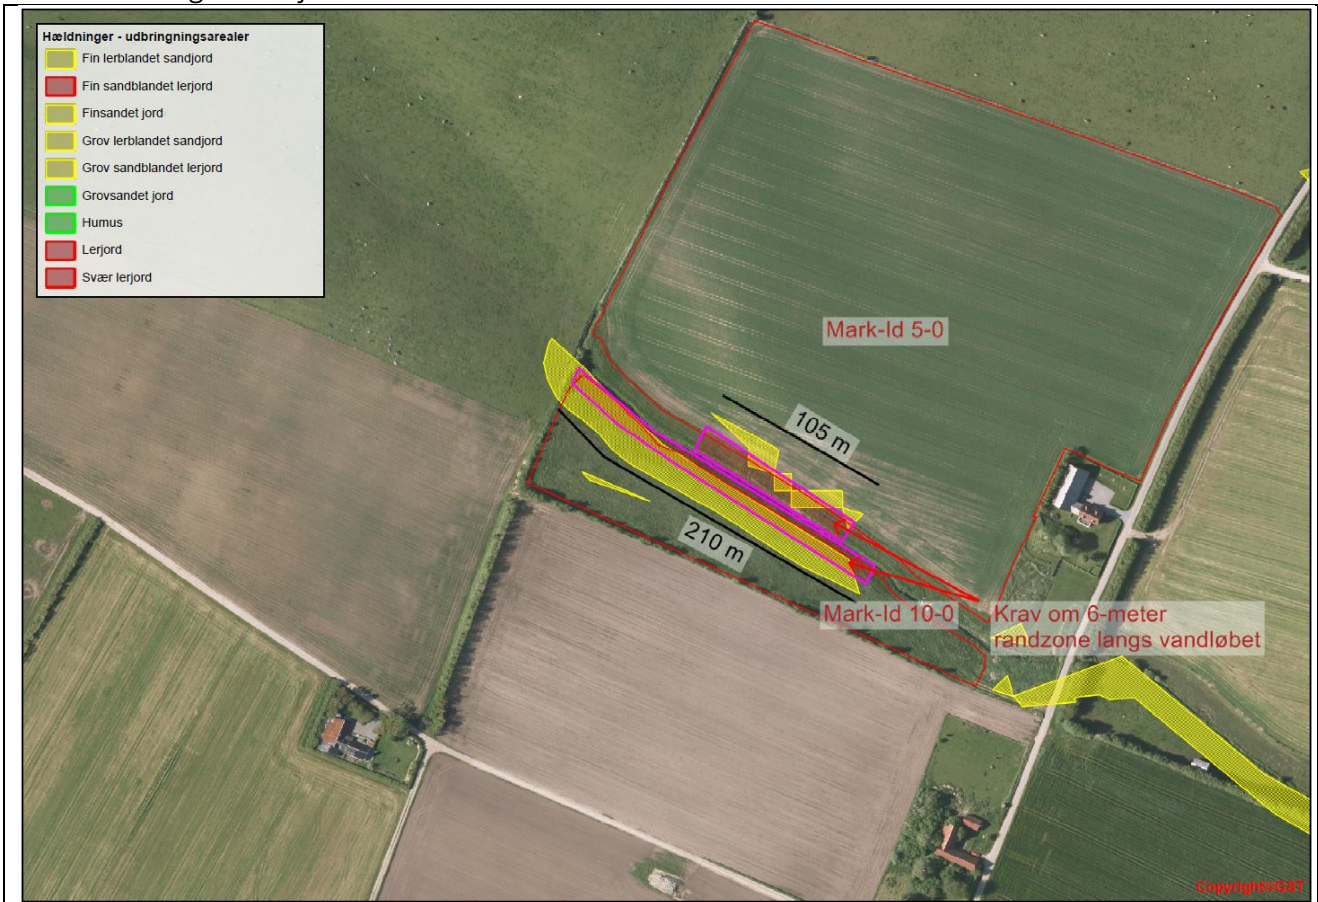 Hældninger - udbringningsarealer
Fin lerblandet sandjord
Fin sandblandet lerjord
Finsandet jord
Grov lerblandet sandjord
Grov sandblandet lerjord
Grovsandet jord
Humus
Lerjord
Svær lerjord
Mark-Id 5-0
105 m
210 m
Mark-Id 10-0
Krav om 6-meter
randzone langs vandløbet
Copyright©GST